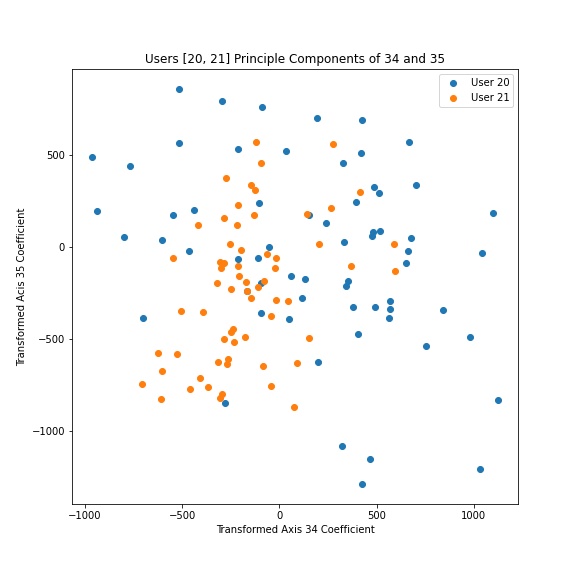 Users [20, 21] Principle Components of 34 and 35
User 20
User 21
500
0
−500
−1000
Transformed Acis 35 Coefficient
−1000
−500
0
500
1000
Transformed Axis 34 Coefficient